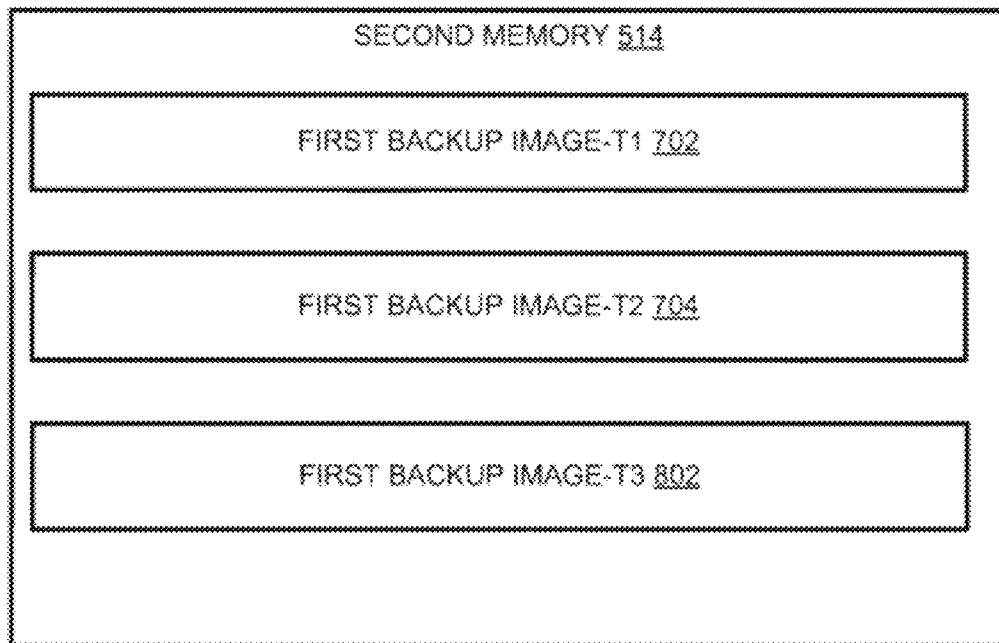 SECOND MEMORY 514
FIRST BACKUP IMAGE-T1 702
FIRST BACKUP IMAGE-T2 704
FIRST BACKUP IMAGE-T3 802